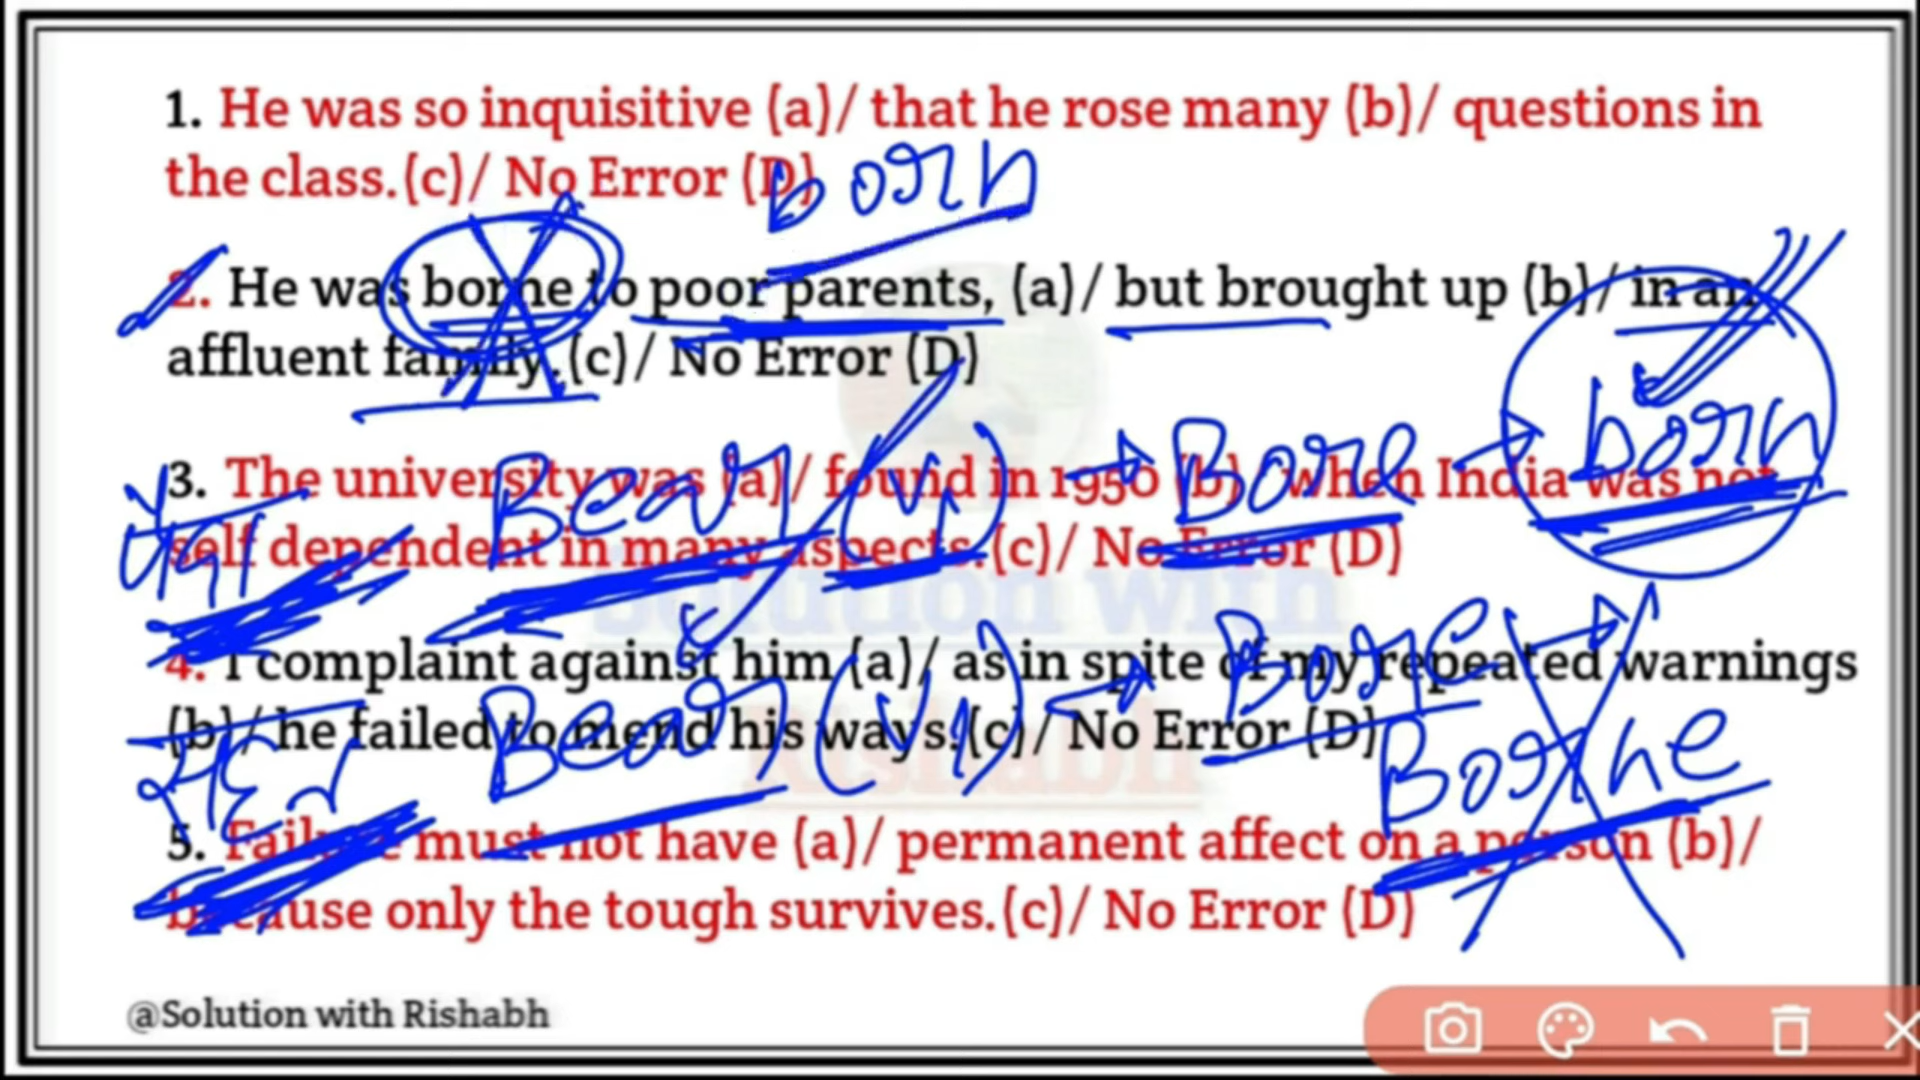 1. He was so inquisitive (a)/ that he rose many (b)/ questions in
the class.(c)/ No Error (D)
Born
2. He was borne to poor parents, (a)/ but brought up (b)/ in an
affluent family.(c)/ No Error (D)
3. The university was (a)/ found in 1950 (b)/ when India was not
self dependent in many aspects.(c)/ No Error (D)
Bear (V1) → Bore → born
4. I complaint against him (a)/ as in spite of my repeated warnings
(b)/ he failed to mend his ways.(c)/ No Error (D)
Bear (V1) → Bore → Borne
5. Failure must not have (a)/ permanent affect on a person (b)/
because only the tough survives.(c)/ No Error (D)
Solution with
Rishabh
@Solution with Rishabh